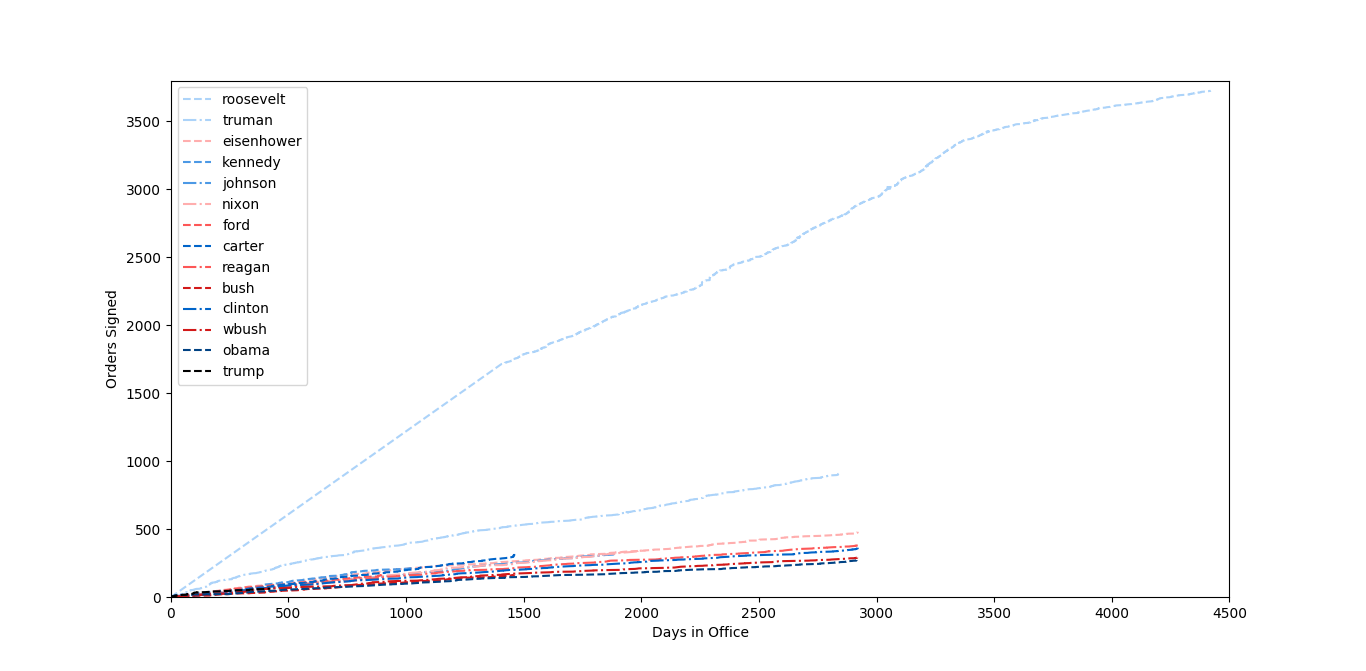 roosevelt
truman
eisenhower
kennedy
johnson
nixon
ford
carter
reagan
bush
clinton
wbush
obama
trump
Orders Signed
3500
3000
2500
2000
1500
1000
500
0
0 500 1000 1500 2000 2500 3000 3500 4000 4500
Days in Office